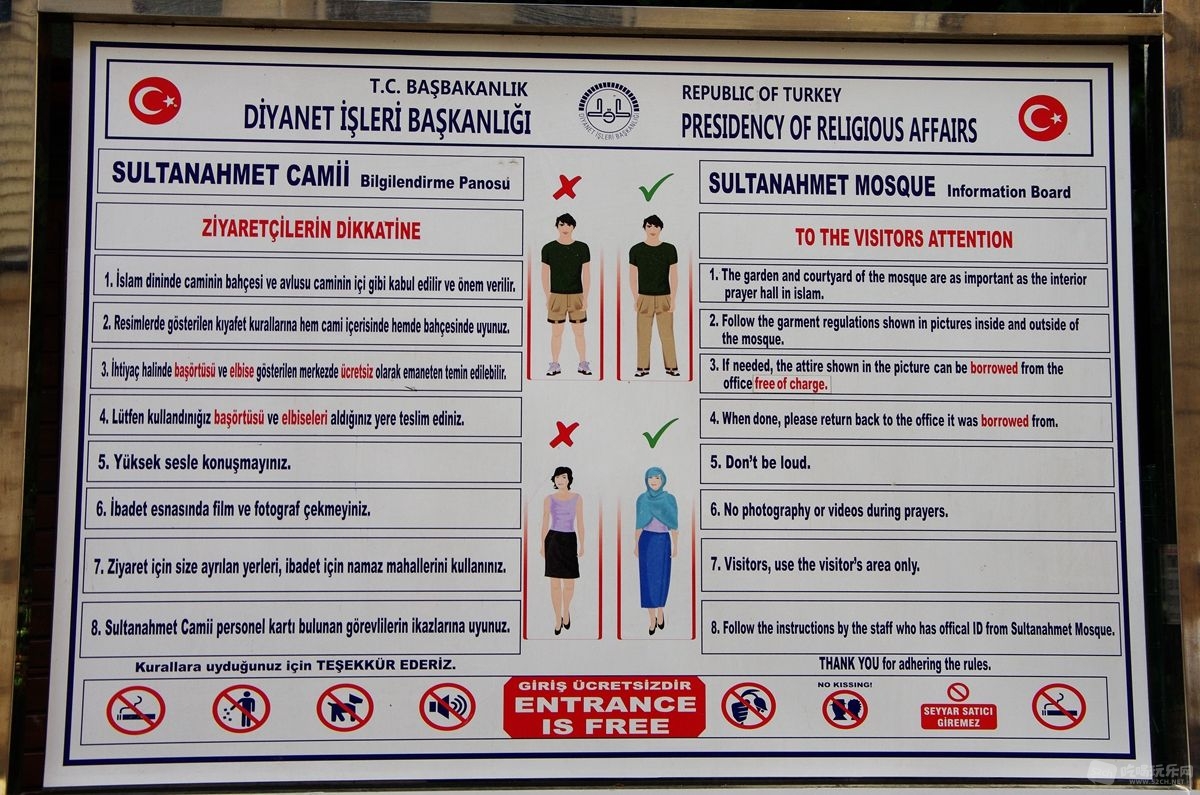 T.C. BAŞBAKANLIK
DİYANET İŞLERİ BAŞKANLIĞI
DİYANET İŞLERİ BAŞKANLIĞI
REPUBLIC OF TURKEY
PRESIDENCY OF RELIGIOUS AFFAIRS
SULTANAHMET CAMİİ Bilgilendirme Panosu
ZİYARETÇİLERİN DİKKATİNE
1. İslam dininde caminin bahçesi ve avlusu caminin içi gibi kabul edilir ve önem verilir.
2. Resimlerde gösterilen kıyafet kurallarına hem cami içerisinde hemde bahçesinde uyunuz.
3. İhtiyaç halinde başörtüsü ve elbise gösterilen merkezde ücretsiz olarak emaneten temin edilebilir.
4. Lütfen kullandınığız başörtüsü ve elbiseleri aldığınız yere teslim ediniz.
5. Yüksek sesle konuşmayınız.
6. İbadet esnasında film ve fotograf çekmeyiniz.
7. Ziyaret için size ayrılan yerleri, ibadet için namaz mahallerini kullanınız.
8. Sultanahmet Camii personel kartı bulunan görevlilerin ikazlarına uyunuz.
Kurallara uyduğunuz için TEŞEKKÜR EDERİZ.
SULTANAHMET MOSQUE Information Board
TO THE VISITORS ATTENTION
1. The garden and courtyard of the mosque are as important as the interior
prayer hall in islam.
2. Follow the garment regulations shown in pictures inside and outside of
the mosque.
3. If needed, the attire shown in the picture can be borrowed from the
office free of charge.
4. When done, please return back to the office it was borrowed from.
5. Don't be loud.
6. No photography or videos during prayers.
7. Visitors, use the visitor's area only.
8. Follow the instructions by the staff who has offical ID from Sultanahmet Mosque.
THANK YOU for adhering the rules.
GİRİŞ ÜCRETSİZDİR
ENTRANCE
IS FREE
NO KISSING!
SEYYAR SATICI
GİREMEZ